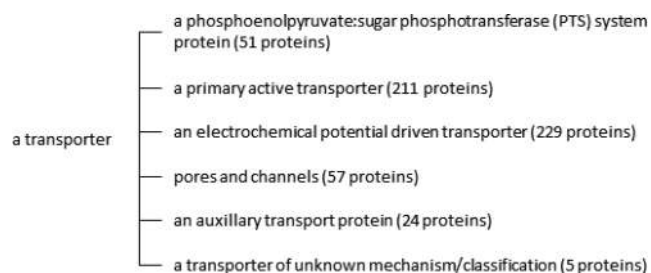 a phosphoenolpyruvate:sugar phosphotransferase (PTS) system
protein (51 proteins)
a primary active transporter (211 proteins)
an electrochemical potential driven transporter (229 proteins)
a transporter
pores and channels (57 proteins)
an auxillary transport protein (24 proteins)
a transporter of unknown mechanism/classification (5 proteins)